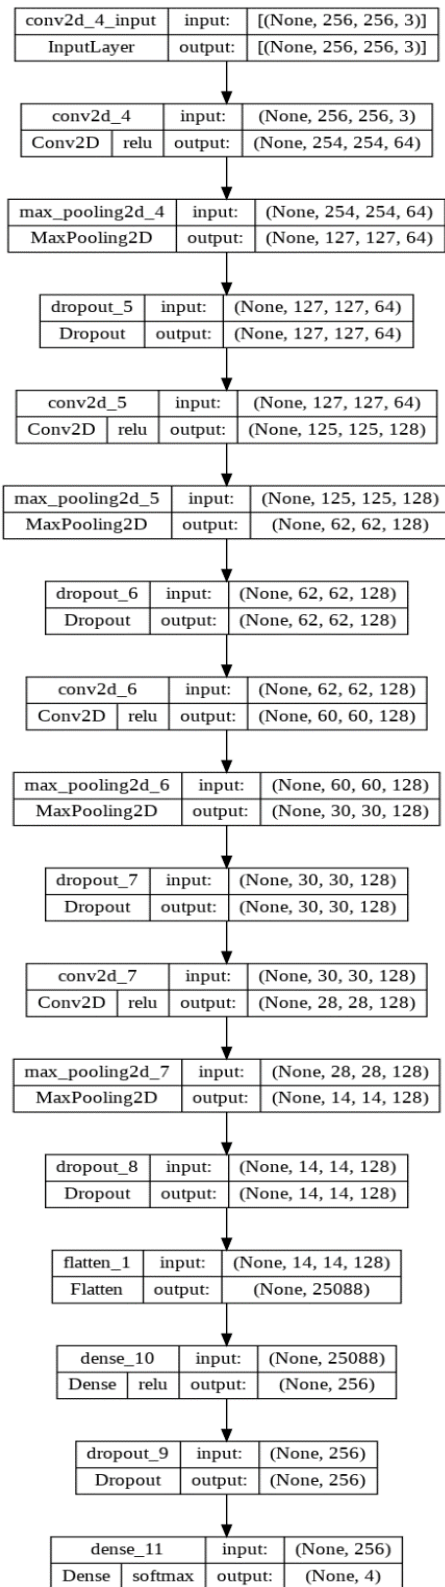 conv2d_4_input input: [(None, 256, 256, 3)]
InputLayer output: [(None, 256, 256, 3)]
conv2d_4 input: (None, 256, 256, 3)
Conv2D relu output: (None, 254, 254, 64)
max_pooling2d_4 input: (None, 254, 254, 64)
MaxPooling2D output: (None, 127, 127, 64)
dropout_5 input: (None, 127, 127, 64)
Dropout output: (None, 127, 127, 64)
conv2d_5 input: (None, 127, 127, 64)
Conv2D relu output: (None, 125, 125, 128)
max_pooling2d_5 input: (None, 125, 125, 128)
MaxPooling2D output: (None, 62, 62, 128)
dropout_6 input: (None, 62, 62, 128)
Dropout output: (None, 62, 62, 128)
conv2d_6 input: (None, 62, 62, 128)
Conv2D relu output: (None, 60, 60, 128)
max_pooling2d_6 input: (None, 60, 60, 128)
MaxPooling2D output: (None, 30, 30, 128)
dropout_7 input: (None, 30, 30, 128)
Dropout output: (None, 30, 30, 128)
conv2d_7 input: (None, 30, 30, 128)
Conv2D relu output: (None, 28, 28, 128)
max_pooling2d_7 input: (None, 28, 28, 128)
MaxPooling2D output: (None, 14, 14, 128)
dropout_8 input: (None, 14, 14, 128)
Dropout output: (None, 14, 14, 128)
flatten_1 input: (None, 14, 14, 128)
Flatten output: (None, 25088)
dense_10 input: (None, 25088)
Dense relu output: (None, 256)
dropout_9 input: (None, 256)
Dropout output: (None, 256)
dense_11 input: (None, 256)
Dense softmax output: (None, 4)